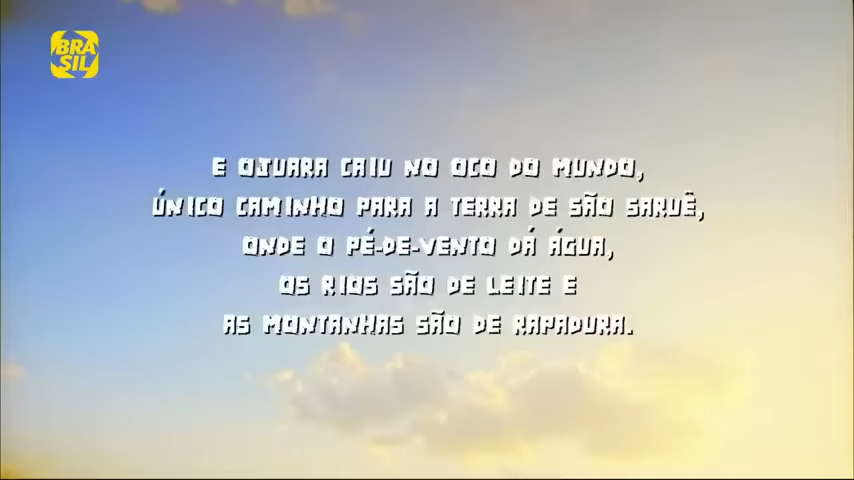 BRA
SIL
E OJUARA CAIU NO OCO DO MUNDO,
ÚNICO CAMINHO PARA A TERRA DE SÃO SARUÊ,
ONDE O PÉ-DE-VENTO DÁ ÁGUA,
OS RIOS SÃO DE LEITE E
AS MONTANHAS SÃO DE RAPADURA.